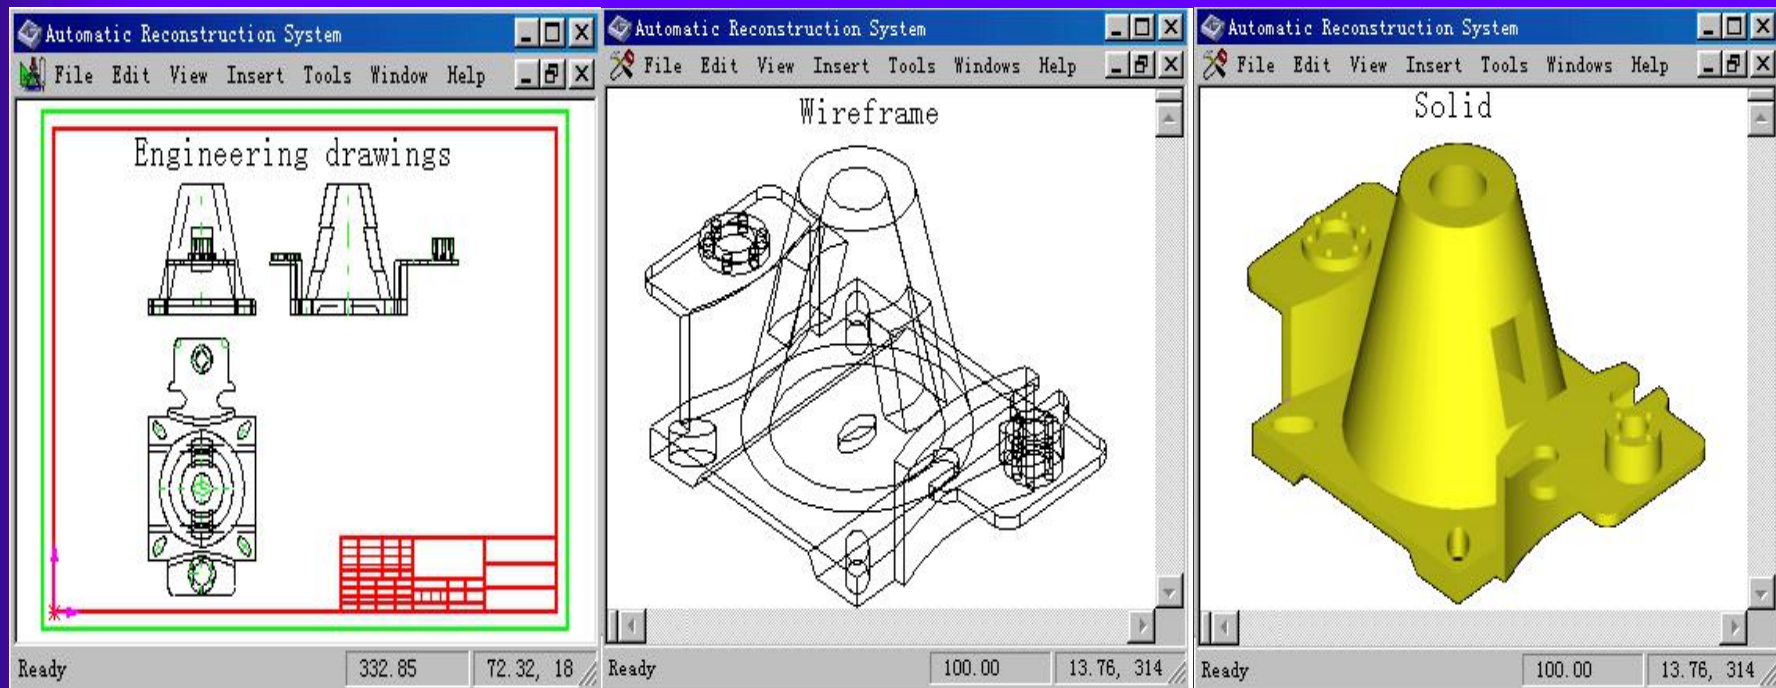 Automatic Reconstruction System
File Edit View Insert Tools Window Help
Engineering drawings
Ready 332.85 72.32, 18
Automatic Reconstruction System
File Edit View Insert Tools Windows Help
Wireframe
Ready 100.00 13.76, 314
Automatic Reconstruction System
File Edit View Insert Tools Windows Help
Solid
Ready 100.00 13.76, 314